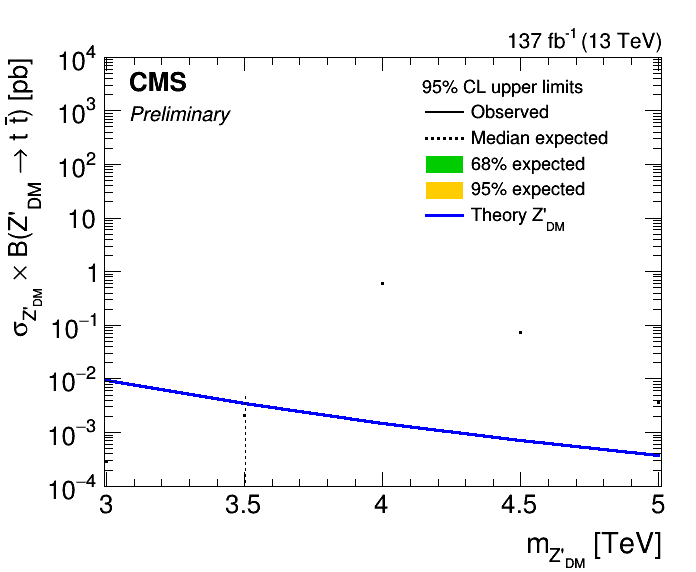 137 fb⁻¹ (13 TeV)
CMS
Preliminary
95% CL upper limits
Observed
Median expected
68% expected
95% expected
Theory Z'DM
σZ'DM × B(Z'DM → t t̄) [pb]
10⁴
10³
10²
10
1
10⁻¹
10⁻²
10⁻³
10⁻⁴
3 3.5 4 4.5 5
mZ'DM [TeV]